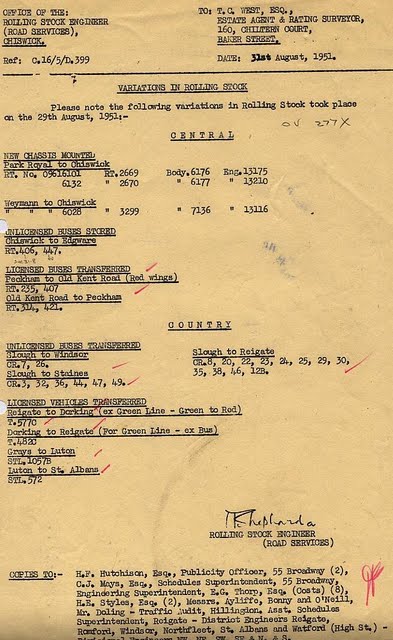 OFFICE OF THE:
ROLLING STOCK ENGINEER
(ROAD SERVICES),
CHISWICK.
Ref: C.16/5/D.399
TO: T.C. WEST, ESQ.,
ESTATE AGENT & RATING SURVEYOR,
160, CHILTERN COURT,
BAKER STREET.
DATE: 31st August, 1951.
VARIATIONS IN ROLLING STOCK
Please note the following variations in Rolling Stock took place
on the 29th August, 1951:-
CENTRAL
NEW CHASSIS MOUNTED
Park Royal to Chiswick
RT. No. 09616101 RT.2669 Body.6176 Eng.13175
6132 " 2670 " 6177 " 13210
Weymann to Chiswick
" " " 6028 " 3299 " 7136 " 13116
UNLICENSED BUSES STORED
Chiswick to Edgware
RT.406, 447.
LICENSED BUSES TRANSFERRED
Peckham to Old Kent Road (Red wings)
RT.235, 407
Old Kent Road to Peckham
RT.314, 421.
COUNTRY
UNLICENSED BUSES TRANSFERRED
Slough to Windsor
CR.7, 26.
Slough to Staines
CR.3, 32, 36, 44, 47, 49.
Slough to Reigate
CR.8, 20, 22, 23, 24, 25, 29, 30,
35, 38, 46, 12B.
LICENSED VEHICLES TRANSFERRED
Reigate to Dorking (ex Green Line - Green to Red)
T.577C
Dorking to Reigate (For Green Line - ex Bus)
T.482C
Grays to Luton
STL.1057B
Luton to St. Albans
STL.572
ROLLING STOCK ENGINEER
(ROAD SERVICES)
COPIES TO:- H.F. Hutchison, Esq., Publicity Officer, 55 Broadway (2),
C.J. Mays, Esq., Schedules Superintendent, 55 Broadway,
Engineering Superintendent, E.G. Thorp, Esq. (Costs) (8),
H.E. Styles, Esq. (2), Messrs. Ayliffe, Bonny and O'Neill,
Mr. Doling - Traffic Audit, Hillingdon, Asst. Schedules
Superintendent, Reigate - District Engineers Reigate,
Romford, Windsor, Northfleet, St. Albans and Watford (High St.) -